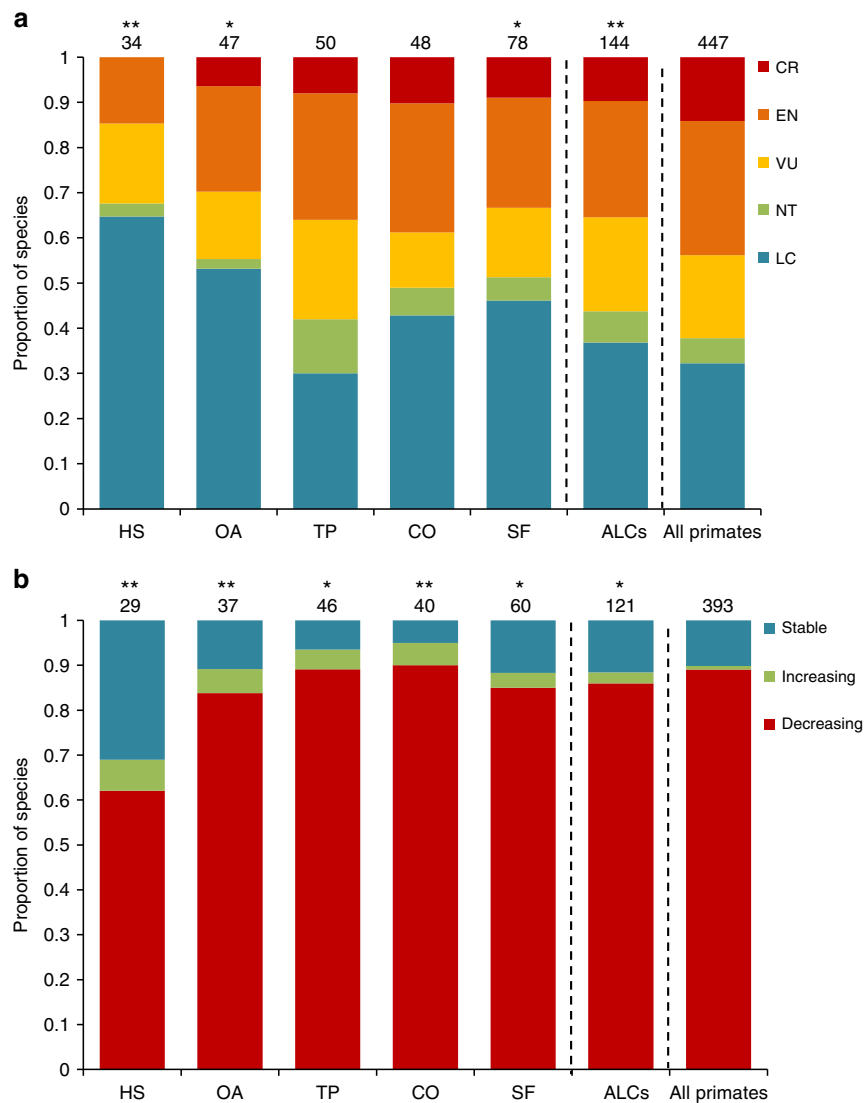 a
** * * **
34 47 50 48 78 144 447
1
0.9
0.8
0.7
0.6
0.5
0.4
0.3
0.2
0.1
0
Proportion of species
HS OA TP CO SF ALCs All primates
CR
EN
VU
NT
LC
b
** ** * ** * *
29 37 46 40 60 121 393
1
0.9
0.8
0.7
0.6
0.5
0.4
0.3
0.2
0.1
0
Proportion of species
HS OA TP CO SF ALCs All primates
Stable
Increasing
Decreasing